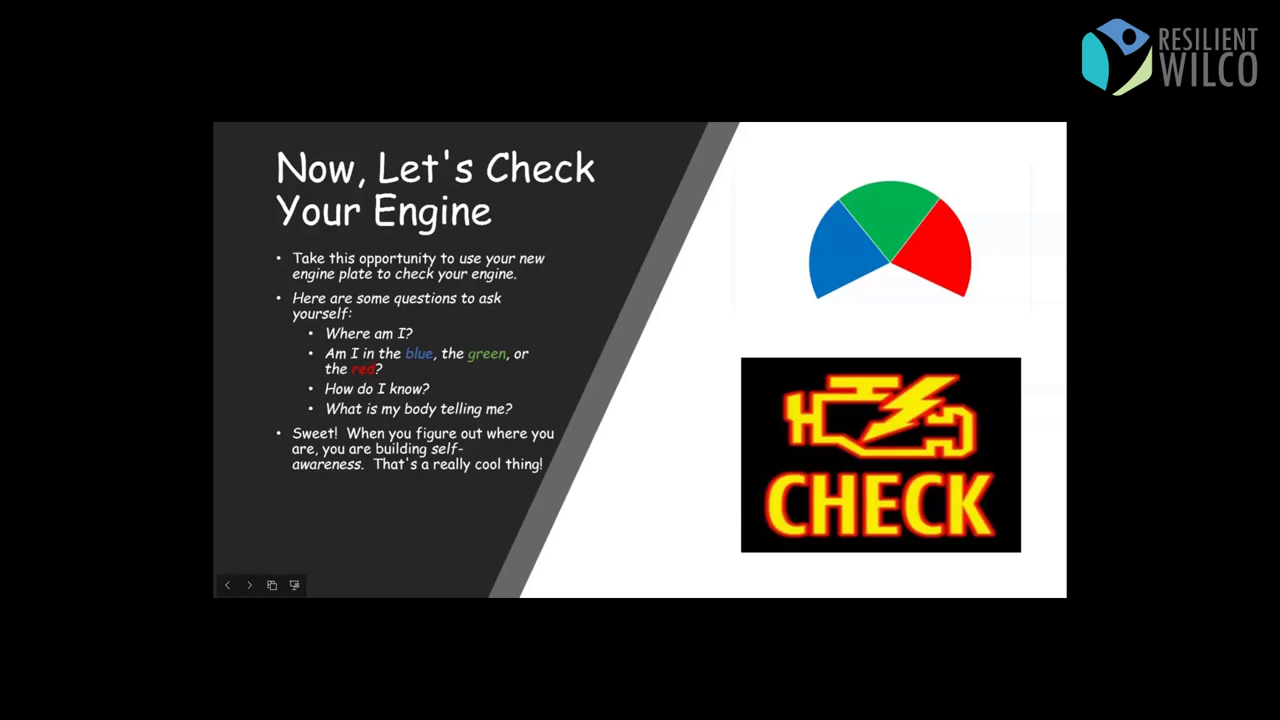 RESILIENT
WILCO
Now, Let's Check
Your Engine
• Take this opportunity to use your new
engine plate to check your engine.
• Here are some questions to ask
yourself:
• Where am I?
• Am I in the blue, the green, or
the red?
• How do I know?
• What is my body telling me?
• Sweet! When you figure out where you
are, you are building self-
awareness. That's a really cool thing!
CHECK